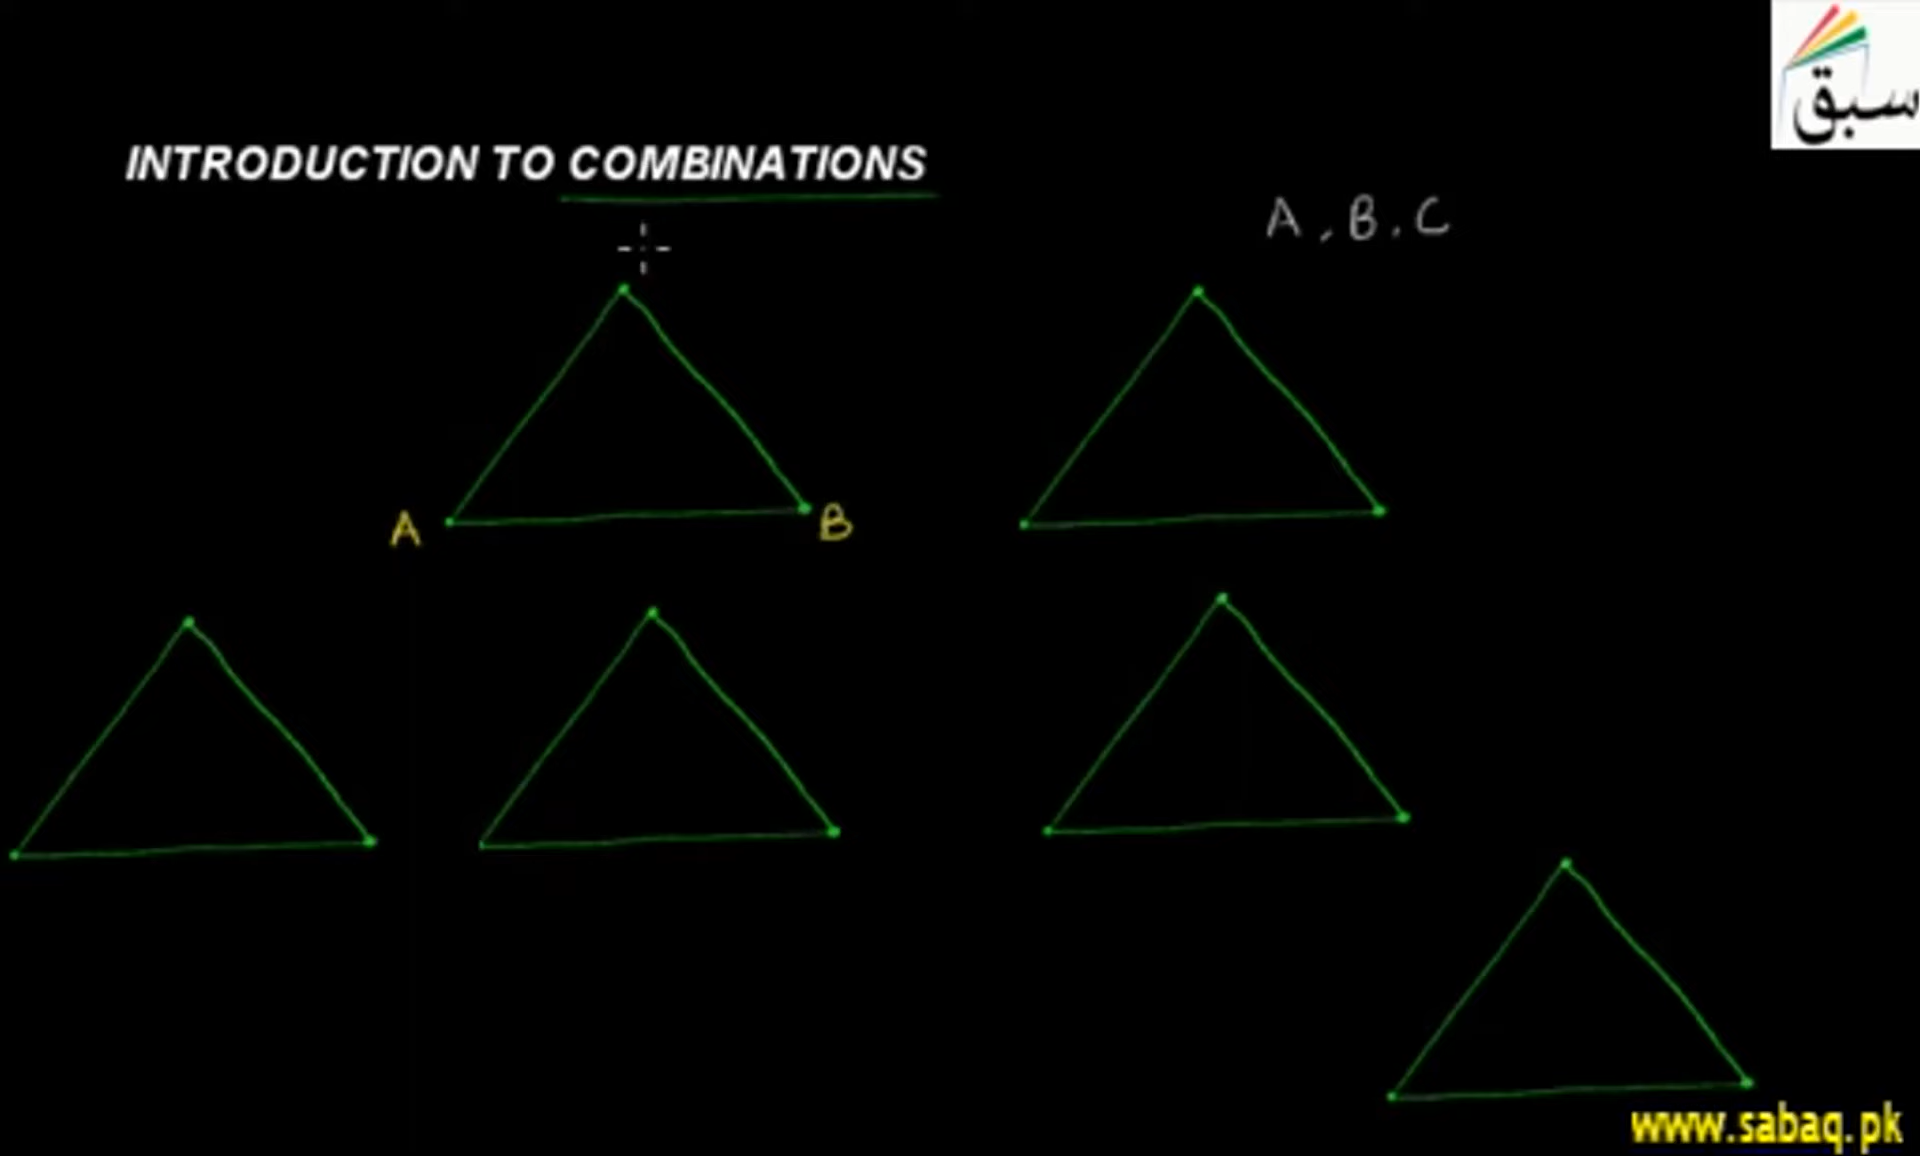 سبق
INTRODUCTION TO COMBINATIONS
A , B , C
A B
www.sabaq.pk